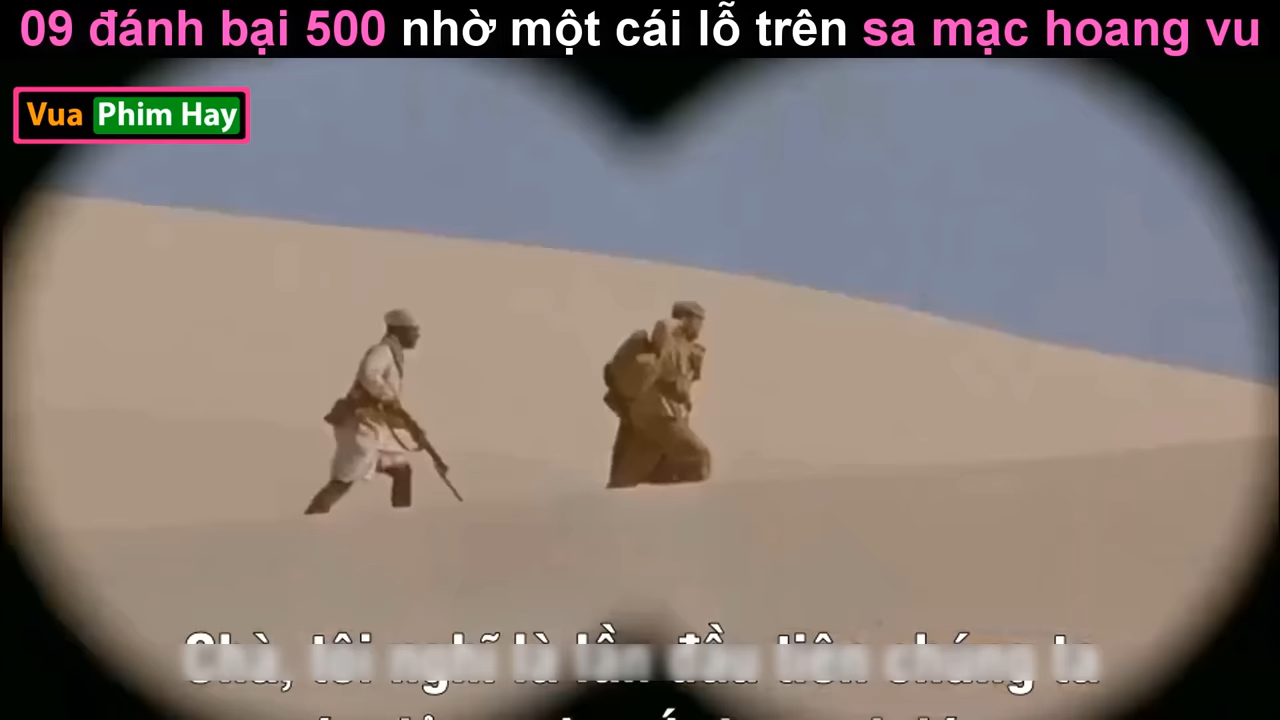 09 đánh bại 500 nhờ một cái lỗ trên sa mạc hoang vu
Vua Phim Hay
Chà, tôi nghĩ là lần đầu tiên chúng ta